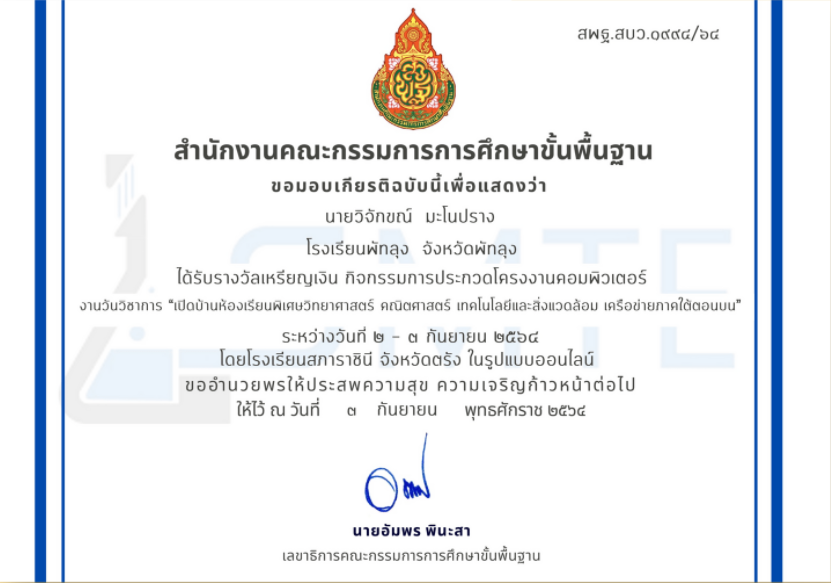 สพฐ.สบว.๑๙๙๔/๖๔
สำนักงานคณะกรรมการการศึกษาขั้นพื้นฐาน
ขอมอบเกียรติฉบับนี้เพื่อแสดงว่า
นายวิจักขณ์ มะโนปราง
โรงเรียนพัทลุง จังหวัดพัทลุง
ได้รับรางวัลเหรียญเงิน กิจกรรมการประกวดโครงงานคอมพิวเตอร์
งานวันวิชาการ "เปิดบ้านห้องเรียนพิเศษวิทยาศาสตร์ คณิตศาสตร์ เทคโนโลยีและสิ่งแวดล้อม เครือข่ายภาคใต้ตอนบน"
ระหว่างวันที่ ๒ - ๓ กันยายน ๒๕๖๔
โดยโรงเรียนสภาราชินี จังหวัดตรัง ในรูปแบบออนไลน์
ขออำนวยพรให้ประสพความสุข ความเจริญก้าวหน้าต่อไป
ให้ไว้ ณ วันที่ ๓ กันยายน พุทธศักราช ๒๕๖๔
นายอัมพร พินะสา
เลขาธิการคณะกรรมการการศึกษาขั้นพื้นฐาน